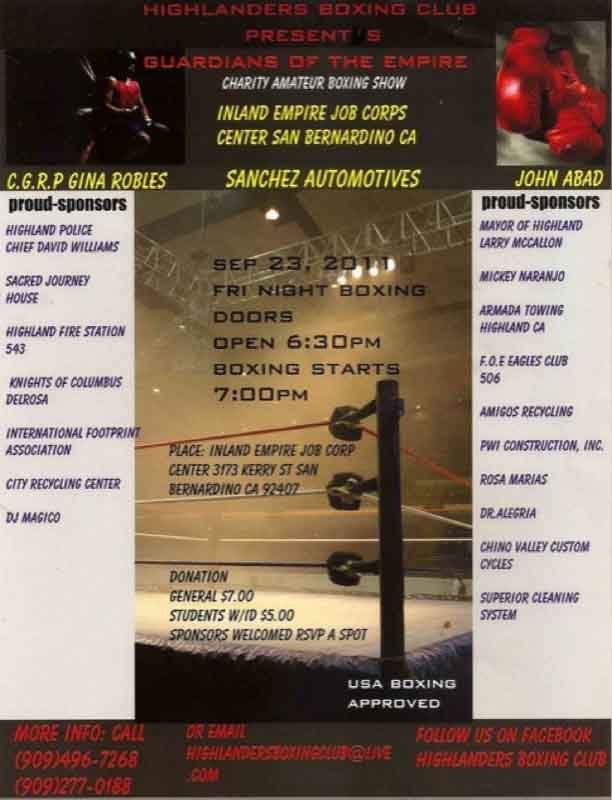 HIGHLANDERS BOXING CLUB
PRESENT'S
GUARDIANS OF THE EMPIRE
CHARITY AMATEUR BOXING SHOW
INLAND EMPIRE JOB CORPS
CENTER SAN BERNARDINO CA
C.G.R.P GINA ROBLES
SANCHEZ AUTOMOTIVES
JOHN ABAD
proud-sponsors
HIGHLAND POLICE
CHIEF DAVID WILLIAMS
SACRED JOURNEY
HOUSE
HIGHLAND FIRE STATION
543
KNIGHTS OF COLUMBUS
DELROSA
INTERNATIONAL FOOTPRINT
ASSOCIATION
CITY RECYCLING CENTER
DJ MAGICO
SEP 23, 2011
FRI NIGHT BOXING
DOORS
OPEN 6:30PM
BOXING STARTS
7:00PM
PLACE: INLAND EMPIRE JOB CORP
CENTER 3173 KERRY ST SAN
BERNARDINO CA 92407
DONATION
GENERAL $7.00
STUDENTS W/ID $5.00
SPONSORS WELCOMED RSVP A SPOT
USA BOXING
APPROVED
proud-sponsors
MAYOR OF HIGHLAND
LARRY MCCALLON
MICKEY NARANJO
ARMADA TOWING
HIGHLAND CA
F.O.E EAGLES CLUB
506
AMIGOS RECYCLING
PWI CONSTRUCTION, INC.
ROSA MARIAS
DR.ALEGRIA
CHINO VALLEY CUSTOM
CYCLES
SUPERIOR CLEANING
SYSTEM
MORE INFO: CALL
(909)496-7268
(909)277-0188
OR EMAIL
HIGHLANDERSBOXINGCLUB@LIVE
.COM
FOLLOW US ON FACEBOOK
HIGHLANDERS BOXING CLUB